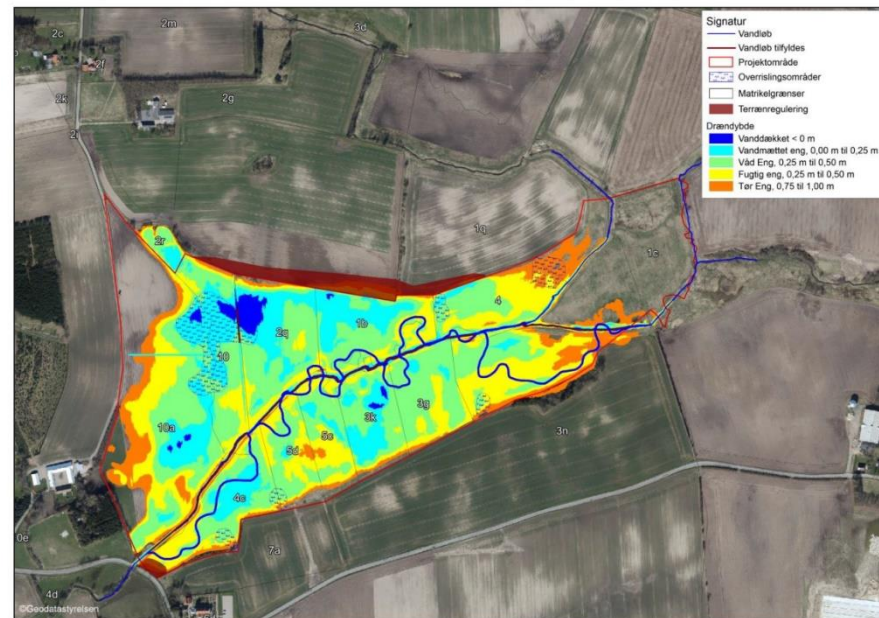 Signatur
Vandløb
Vandløb tilfyldes
Projektområde
Overrislingsområder
Matrikelgrænser
Terrænregulering
Drændybde
Vanddækket < 0 m
Vandmættet eng, 0,00 m til 0,25 m
Våd Eng, 0,25 m til 0,50 m
Fugtig eng, 0,25 m til 0,50 m
Tør Eng, 0,75 til 1,00 m
2c
2m
3d
2f
2k
2g
2i
1q
2r
1c
4
2q
1b
10
3k
3g
10a
5c
5d
3n
4c
0e
7a
4d
©Geodatastyrelsen